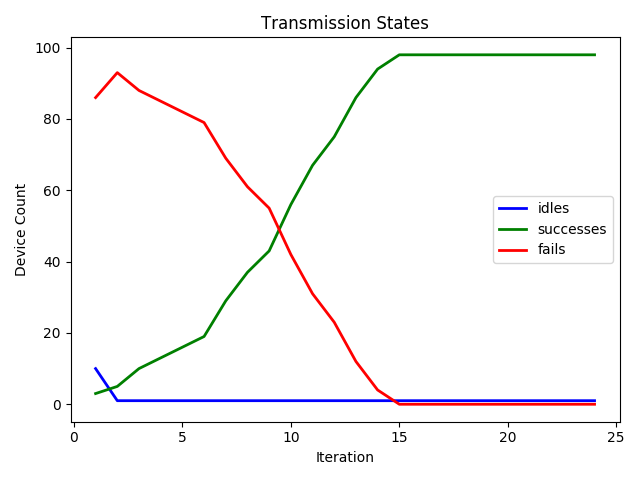 Transmission States
Device Count
100
80
60
40
20
0
idles
successes
fails
0 5 10 15 20 25
Iteration